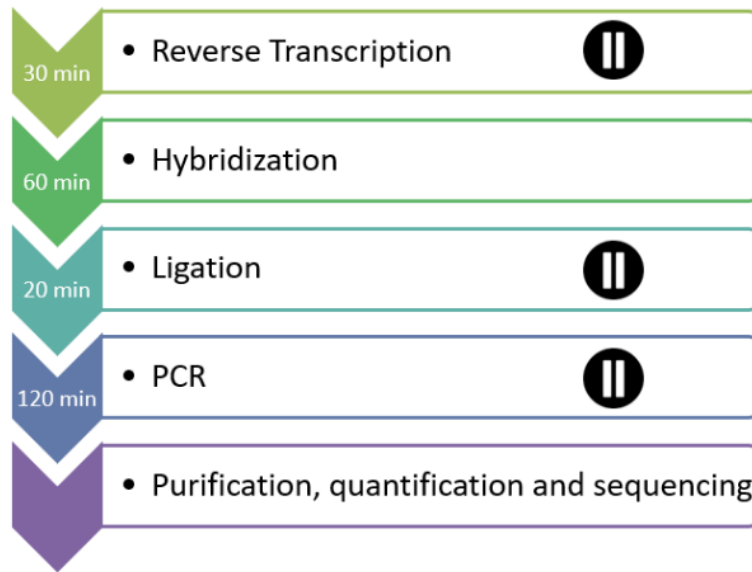 30 min
• Reverse Transcription
60 min
• Hybridization
20 min
• Ligation
120 min
• PCR
• Purification, quantification and sequencing